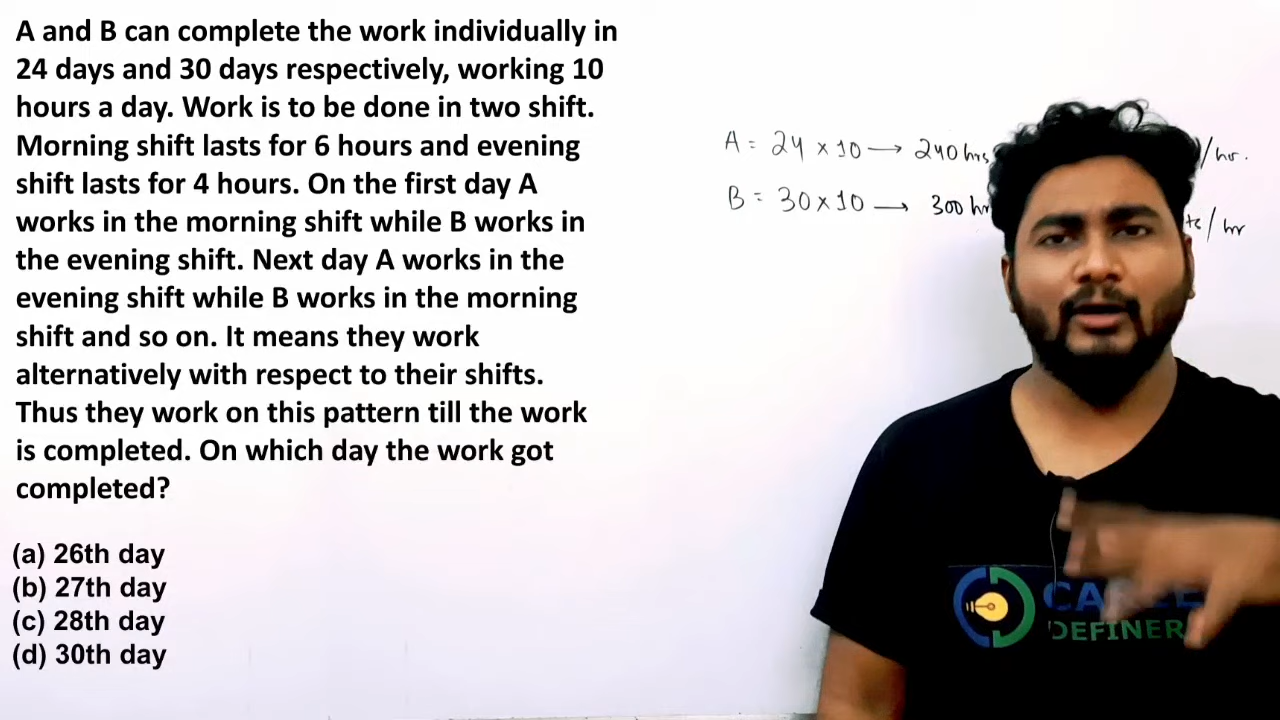 A and B can complete the work individually in
24 days and 30 days respectively, working 10
hours a day. Work is to be done in two shift.
Morning shift lasts for 6 hours and evening
shift lasts for 4 hours. On the first day A
works in the morning shift while B works in
the evening shift. Next day A works in the
evening shift while B works in the morning
shift and so on. It means they work
alternatively with respect to their shifts.
Thus they work on this pattern till the work
is completed. On which day the work got
completed?
(a) 26th day
(b) 27th day
(c) 28th day
(d) 30th day
A = 24 × 10 → 240 hrs /hr.
B = 30 × 10 → 300 hr / hr
DEFINER